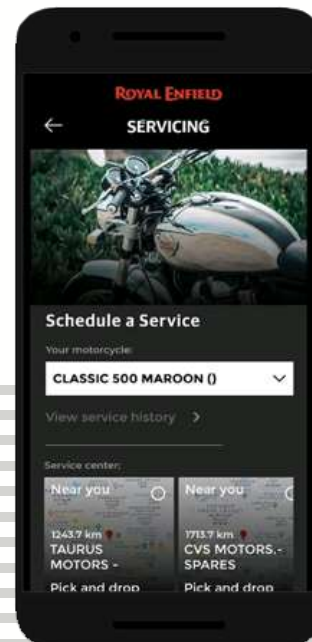 ROYAL ENFIELD
SERVICING
Schedule a Service
Your motorcycle:
CLASSIC 500 MAROON ()
View service history >
Service center:
Near you
1243.7 km
TAURUS
MOTORS -
Pick and drop
Near you
1713.7 km
CVS MOTORS.-
SPARES
Pick and drop